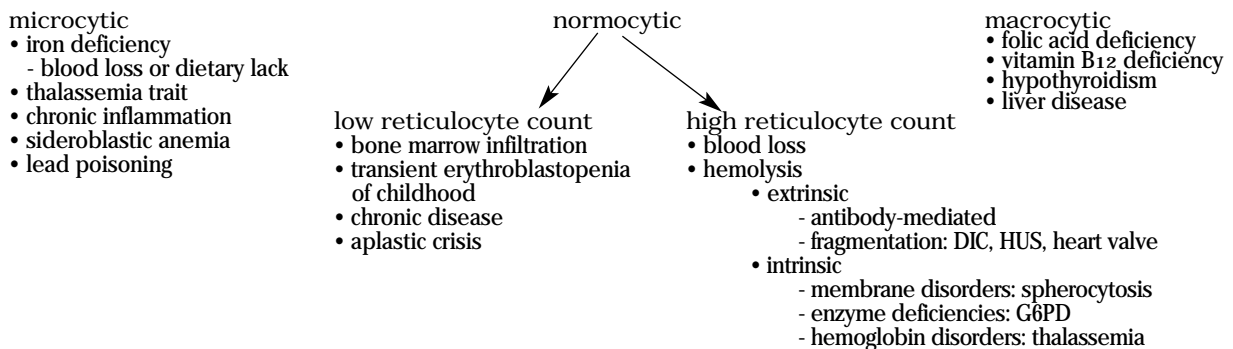 microcytic
• iron deficiency
- blood loss or dietary lack
• thalassemia trait
• chronic inflammation
• sideroblastic anemia
• lead poisoning
normocytic
low reticulocyte count
• bone marrow infiltration
• transient erythroblastopenia
of childhood
• chronic disease
• aplastic crisis
high reticulocyte count
• blood loss
• hemolysis
• extrinsic
- antibody-mediated
- fragmentation: DIC, HUS, heart valve
• intrinsic
- membrane disorders: spherocytosis
- enzyme deficiencies: G6PD
- hemoglobin disorders: thalassemia
macrocytic
• folic acid deficiency
• vitamin B12 deficiency
• hypothyroidism
• liver disease